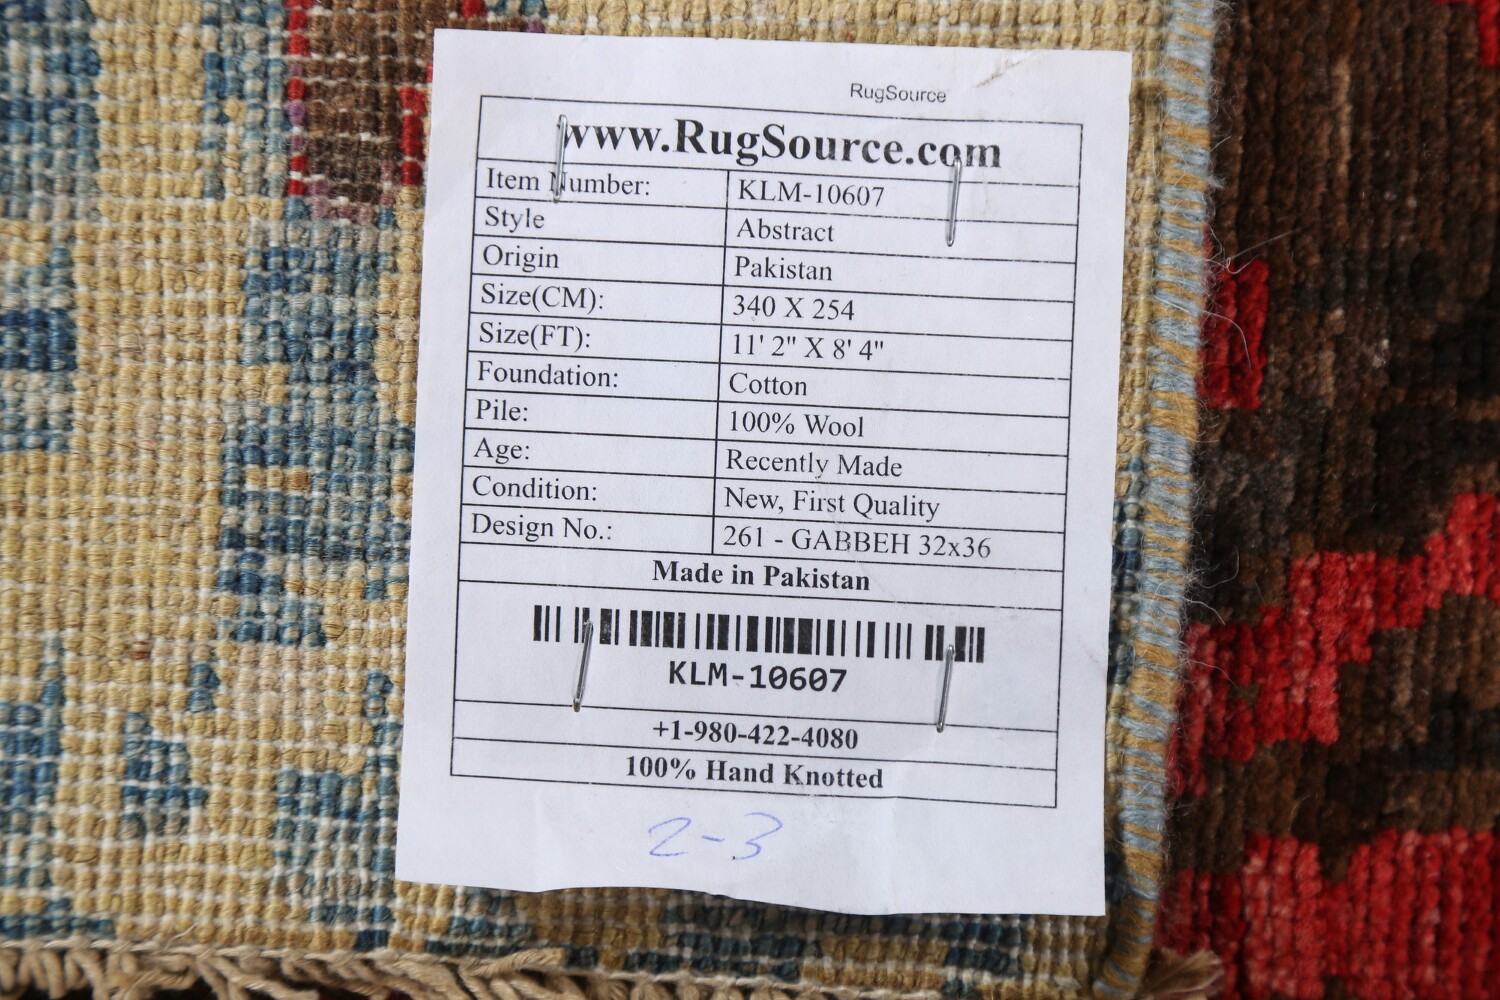 RugSource
www.RugSource.com
Item Number: KLM-10607
Style Abstract
Origin Pakistan
Size(CM): 340 X 254
Size(FT): 11' 2" X 8' 4"
Foundation: Cotton
Pile: 100% Wool
Age: Recently Made
Condition: New, First Quality
Design No.: 261 - GABBEH 32x36
Made in Pakistan
KLM-10607
+1-980-422-4080
100% Hand Knotted
2-3